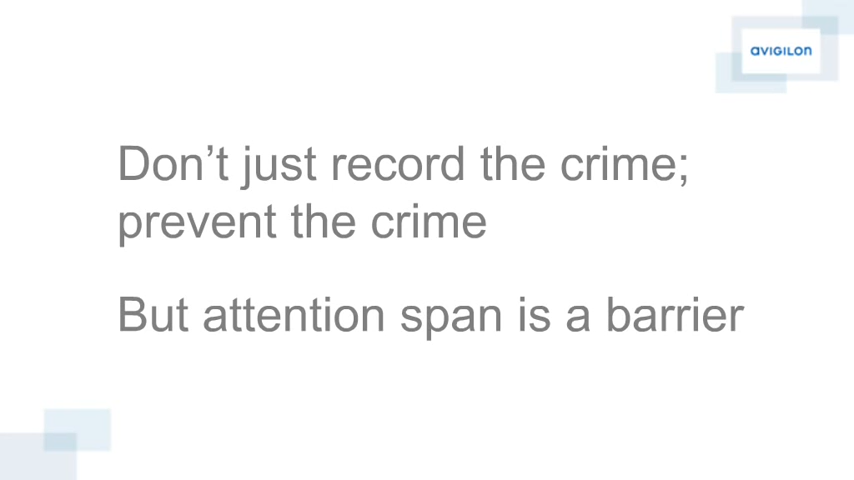 avigilon
Don't just record the crime;
prevent the crime
But attention span is a barrier